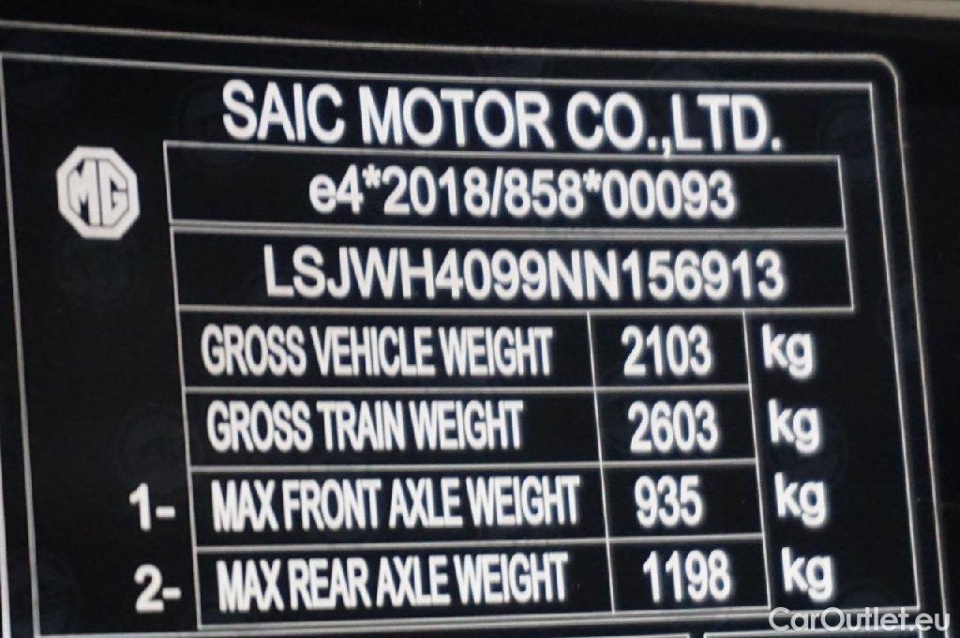 SAIC MOTOR CO.,LTD.
MG
e4*2018/858*00093
LSJWH4099NN156913
GROSS VEHICLE WEIGHT 2103 kg
GROSS TRAIN WEIGHT 2603 kg
1- MAX FRONT AXLE WEIGHT 935 kg
2- MAX REAR AXLE WEIGHT 1198 kg
CarOutlet.eu